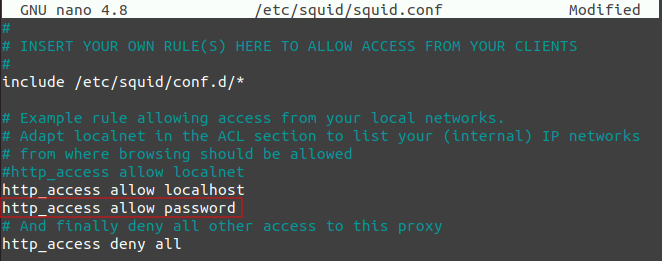 GNU nano 4.8 /etc/squid/squid.conf Modified
#
# INSERT YOUR OWN RULE(S) HERE TO ALLOW ACCESS FROM YOUR CLIENTS
#
include /etc/squid/conf.d/*
# Example rule allowing access from your local networks.
# Adapt localnet in the ACL section to list your (internal) IP networks
# from where browsing should be allowed
#http_access allow localnet
http_access allow localhost
http_access allow password
# And finally deny all other access to this proxy
http_access deny all